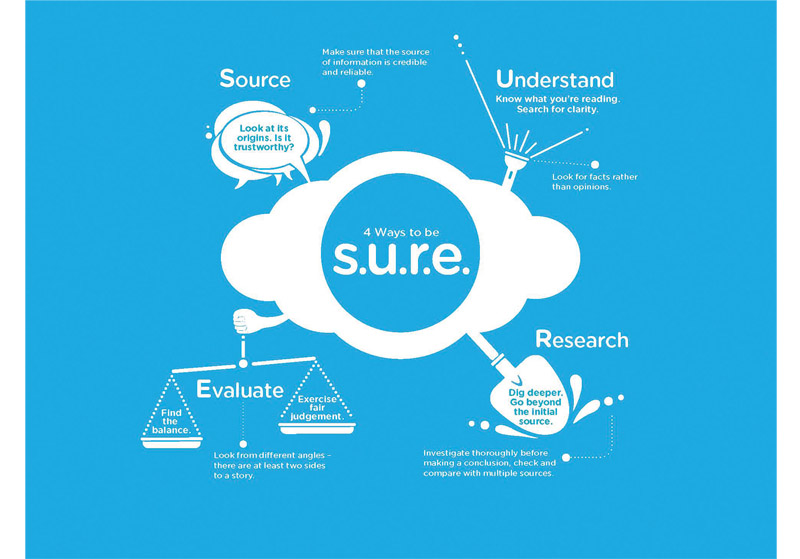 Source
Make sure that the source
of information is credible
and reliable.
Look at its
origins. Is it
trustworthy?
Understand
Know what you're reading.
Search for clarity.
Look for facts rather
than opinions.
4 Ways to be
s.u.r.e.
Evaluate
Find
the
balance.
Exercise
fair
judgement.
Look from different angles –
there are at least two sides
to a story.
Research
Dig deeper.
Go beyond
the initial
source.
Investigate thoroughly before
making a conclusion, check and
compare with multiple sources.